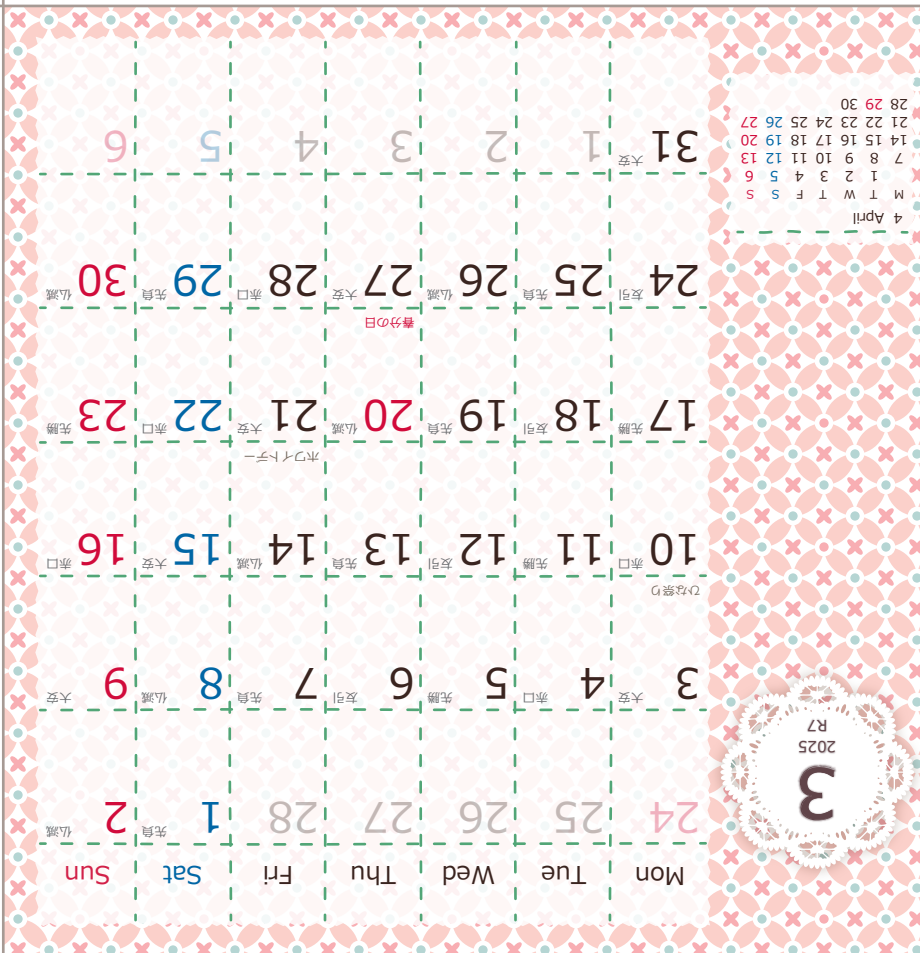 3
2025
R7
Mon Tue Wed Thu Fri Sat Sun
24 25 26 27 28 1 先負 2 仏滅
3 大安 4 赤口 5 先勝 6 友引 7 先負 8 仏滅 9 大安
ひな祭り
10 赤口 11 先勝 12 友引 13 先負 14 仏滅 15 大安 16 赤口
ホワイトデー
17 先勝 18 友引 19 先負 20 仏滅 21 大安 22 赤口 23 先勝
春分の日
24 友引 25 先負 26 仏滅 27 大安 28 赤口 29 先負 30 仏滅
31 大安 1 2 3 4 5 6
4 April
M T W T F S S
1 2 3 4 5 6
7 8 9 10 11 12 13
14 15 16 17 18 19 20
21 22 23 24 25 26 27
28 29 30